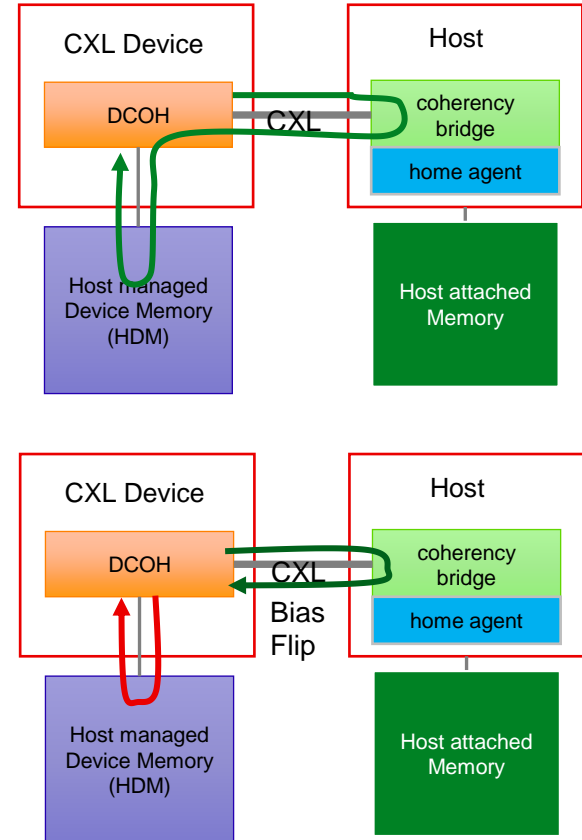 CXL Device
Host
DCOH
CXL
coherency
bridge
home agent
Host managed
Device Memory
(HDM)
Host attached
Memory
CXL Device
Host
DCOH
CXL
Bias
Flip
coherency
bridge
home agent
Host managed
Device Memory
(HDM)
Host attached
Memory